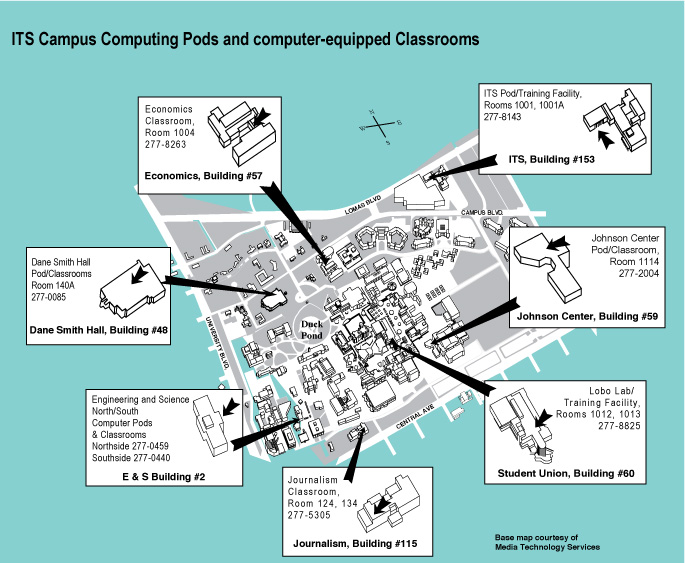 ITS Campus Computing Pods and computer-equipped Classrooms
Economics
Classroom,
Room 1004
277-8263
Economics, Building #57
ITS Pod/Training Facility,
Rooms 1001, 1001A
277-8143
ITS, Building #153
N
W
E
S
LOMAS BLVD
CAMPUS BLVD.
Dane Smith Hall
Pod/Classrooms
Room 140A
277-0085
Dane Smith Hall, Building #48
Johnson Center
Pod/Classroom,
Room 1114
277-2004
Johnson Center, Building #59
UNIVERSITY BLVD.
Duck
Pond
CENTRAL AVE
Engineering and Science
North/South
Computer Pods
& Classrooms
Northside 277-0459
Southside 277-0440
E & S Building #2
Lobo Lab/
Training Facility,
Rooms 1012, 1013
277-8825
Student Union, Building #60
Journalism
Classroom,
Room 124, 134
277-5305
Journalism, Building #115
Base map courtesy of
Media Technology Services